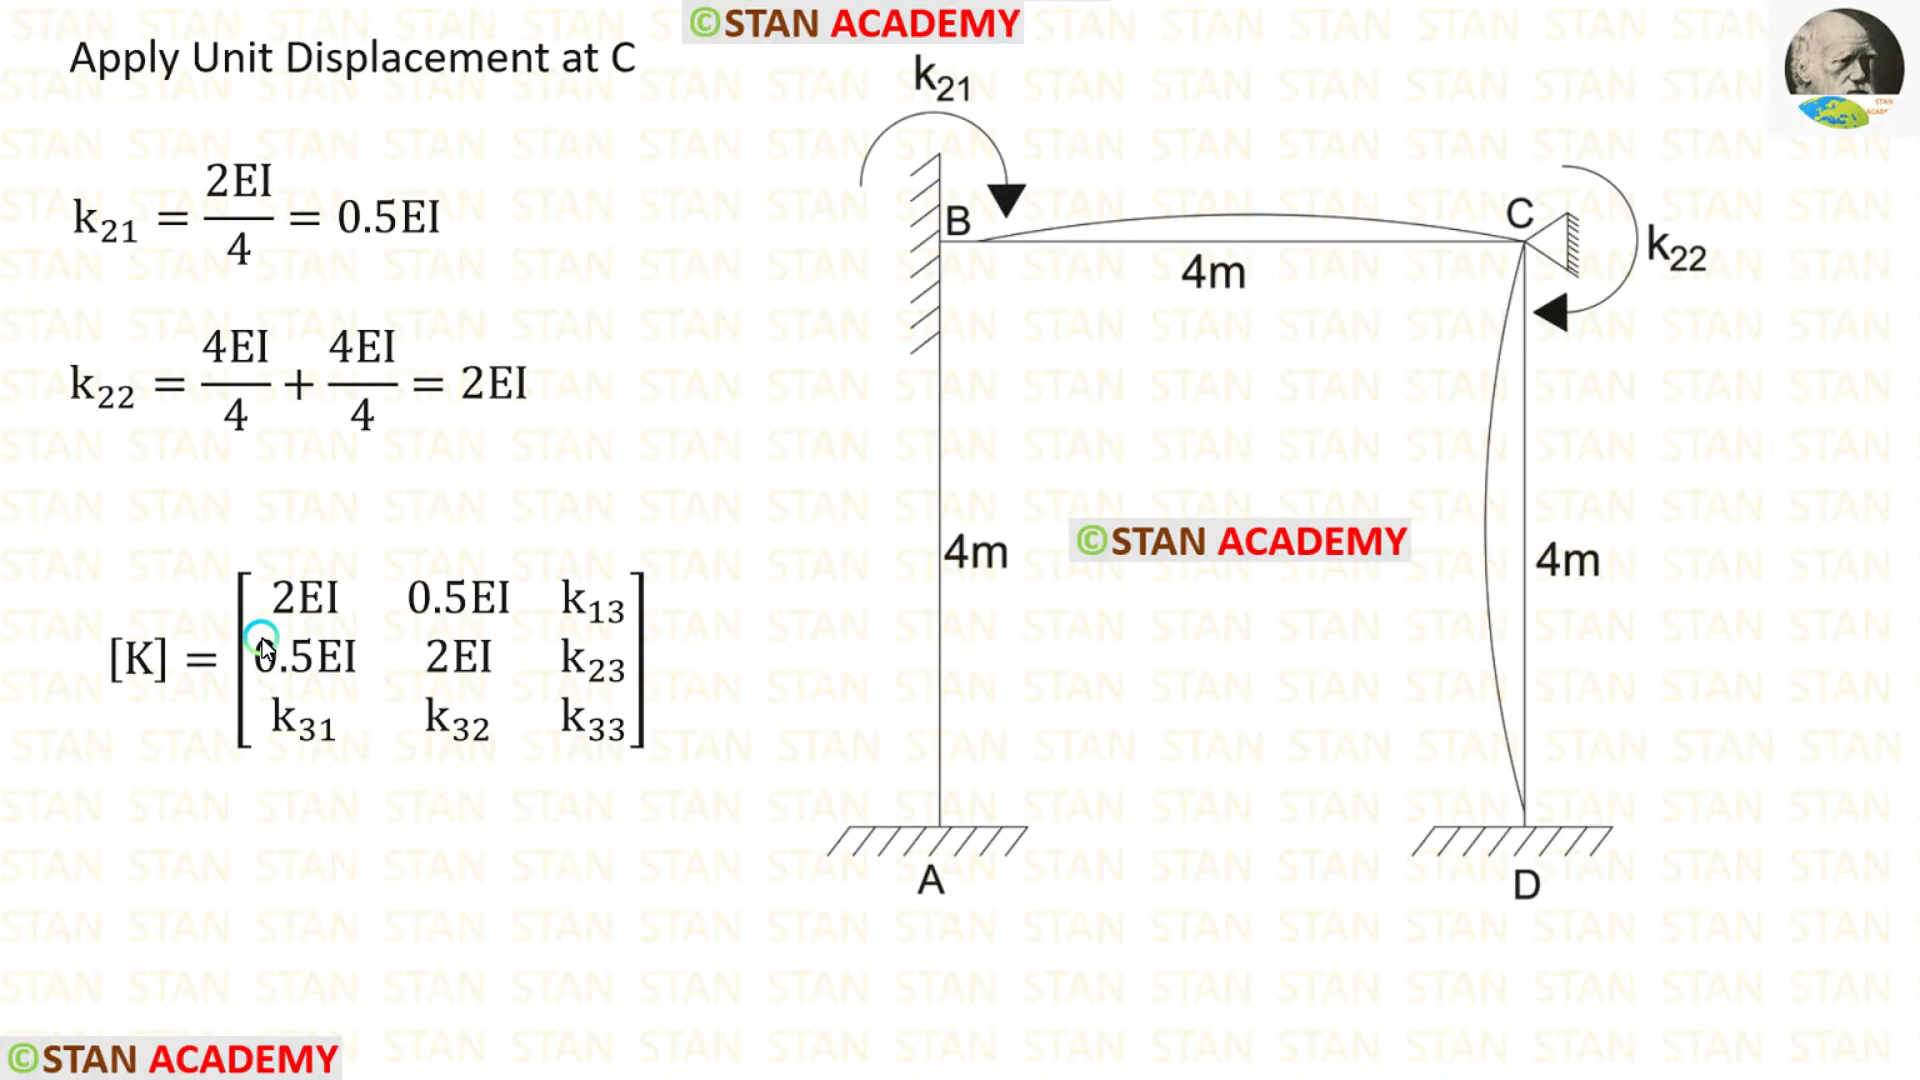 ©STAN ACADEMY
Apply Unit Displacement at C
k₂₁ = 2EI/4 = 0.5EI
k₂₂ = 4EI/4 + 4EI/4 = 2EI
[K] = [2EI 0.5EI k₁₃
0.5EI 2EI k₂₃
k₃₁ k₃₂ k₃₃]
k₂₁
B
C
k₂₂
4m
4m
©STAN ACADEMY
4m
A
D
©STAN ACADEMY
STAN